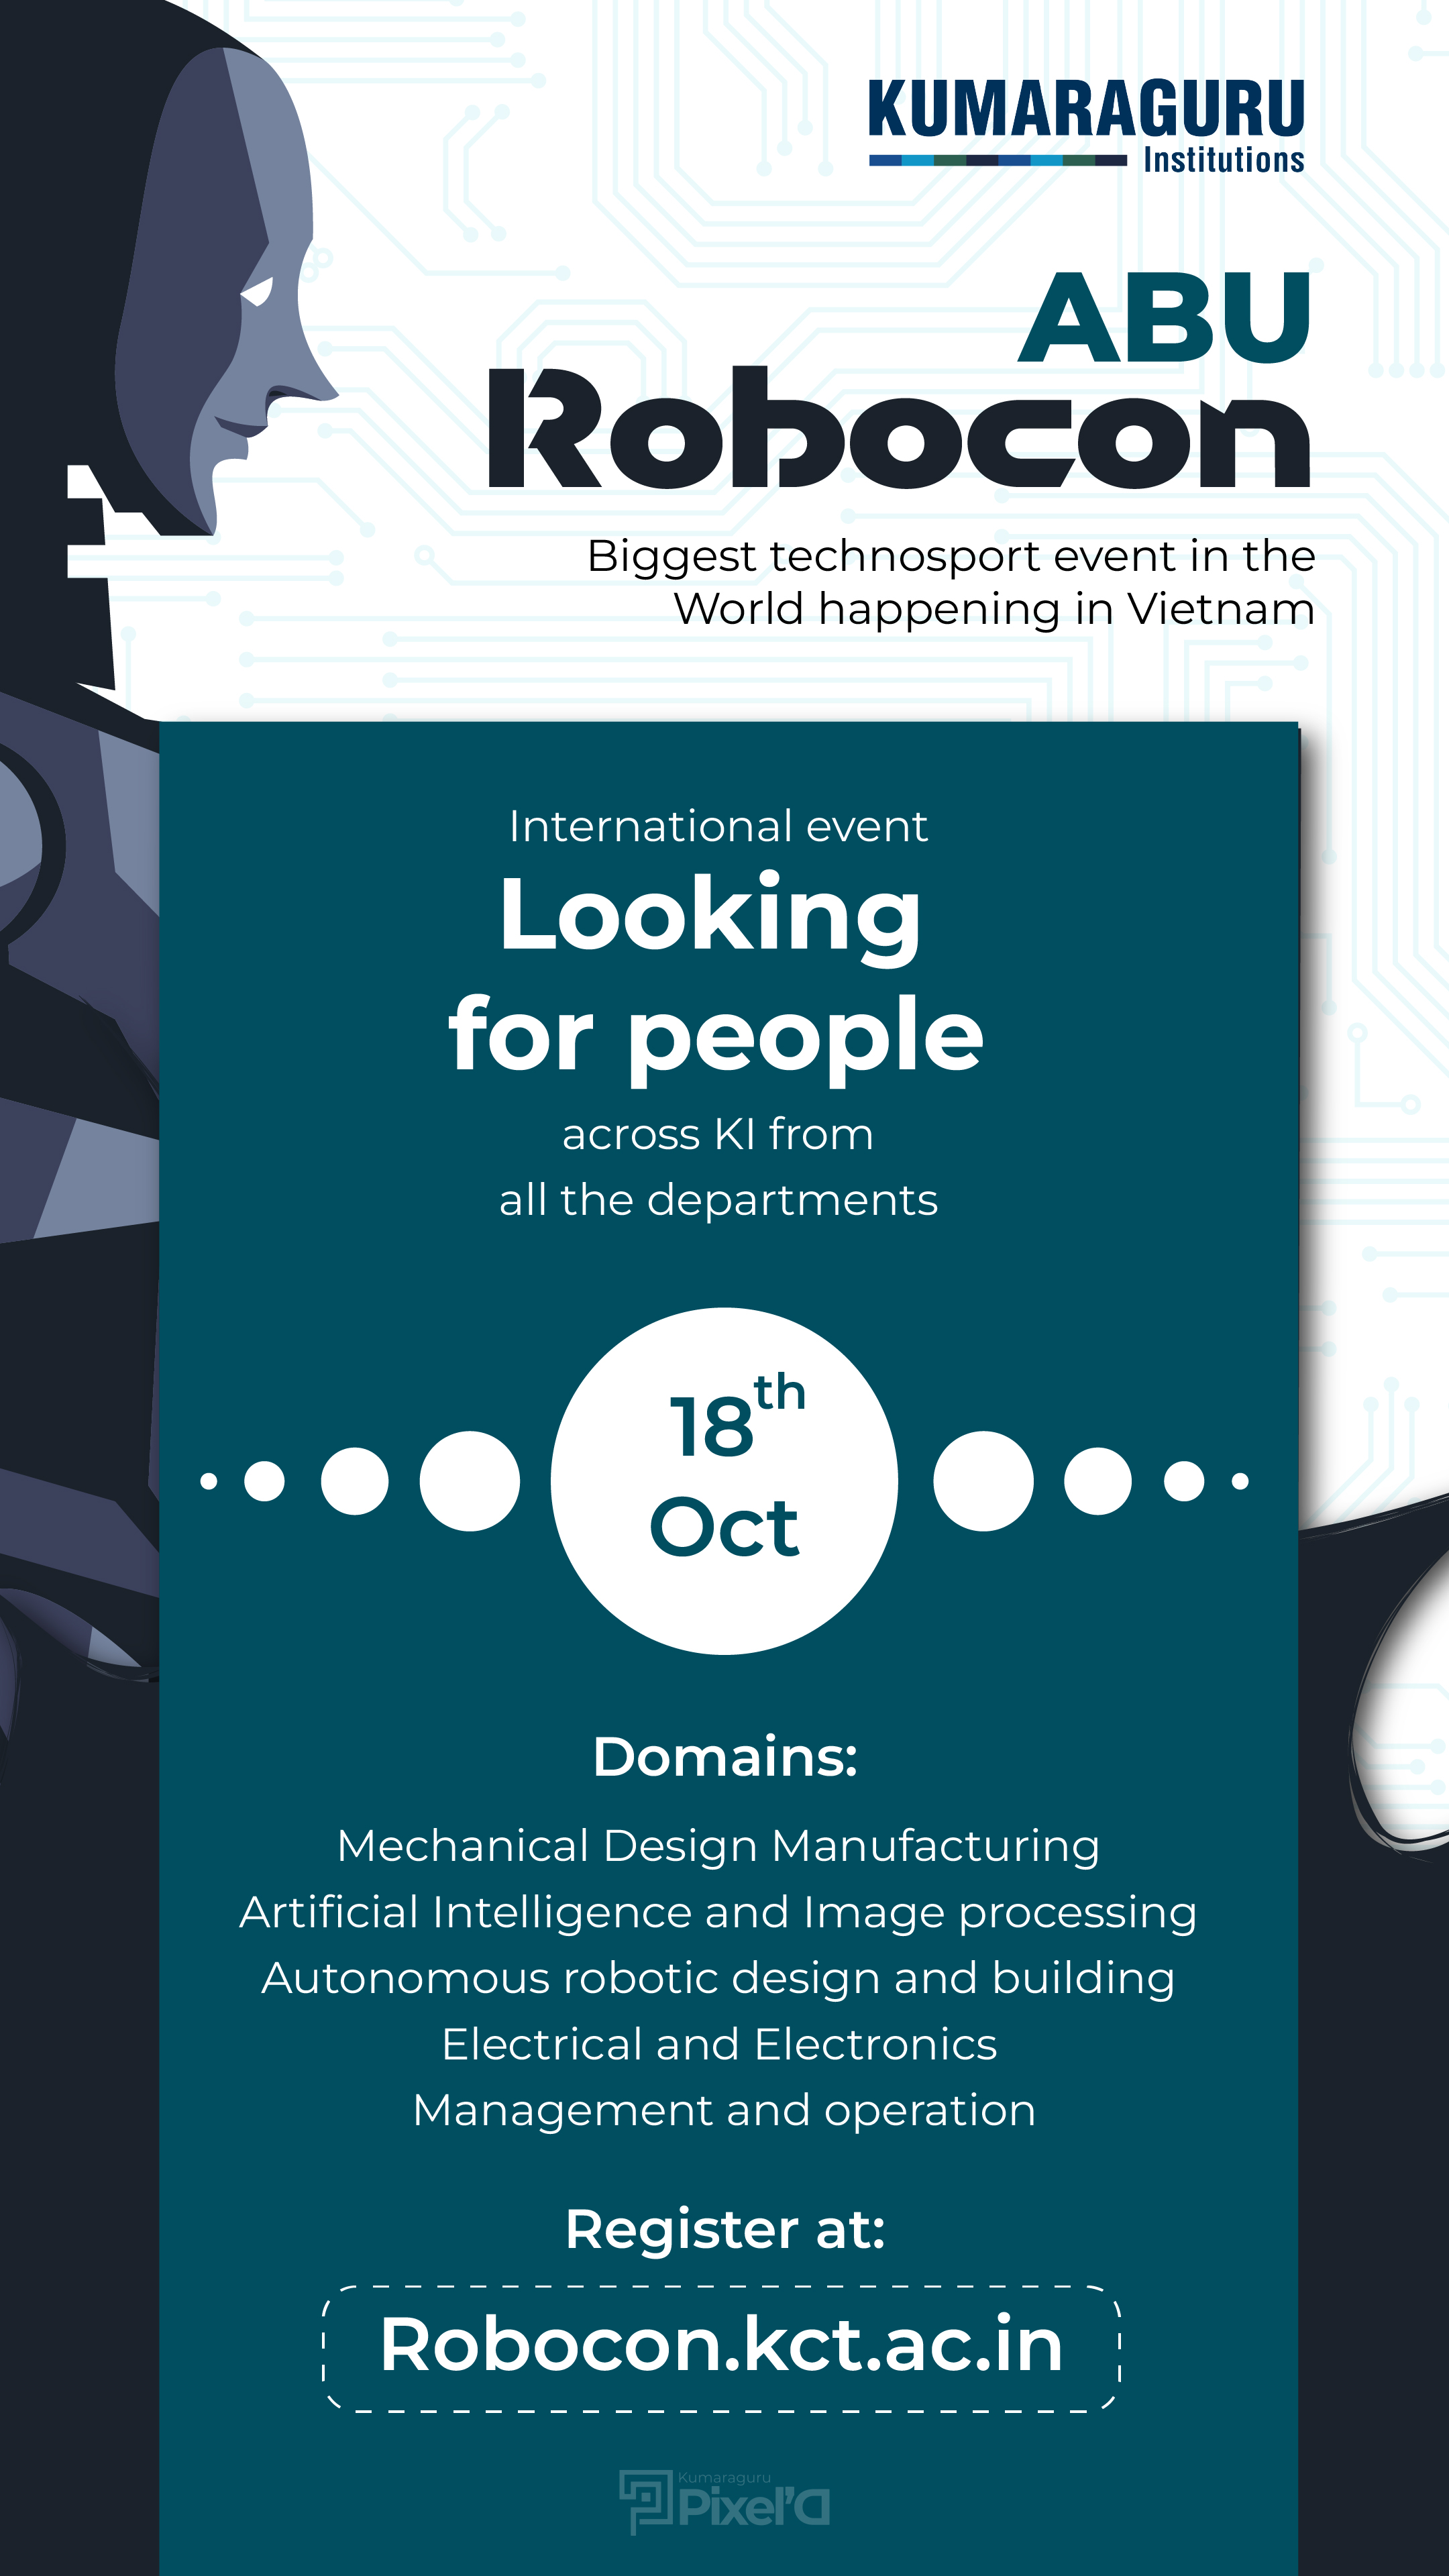 KUMARAGURU
Institutions
ABU
Robocon
Biggest technosport event in the
World happening in Vietnam
International event
Looking
for people
across KI from
all the departments
18th
Oct
Domains:
Mechanical Design Manufacturing
Artificial Intelligence and Image processing
Autonomous robotic design and building
Electrical and Electronics
Management and operation
Register at:
Robocon.kct.ac.in
Kumaraguru
Pixel'D